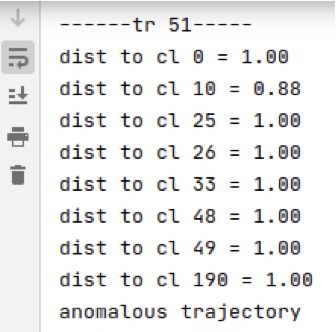 ------tr 51-----
dist to cl 0 = 1.00
dist to cl 10 = 0.88
dist to cl 25 = 1.00
dist to cl 26 = 1.00
dist to cl 33 = 1.00
dist to cl 48 = 1.00
dist to cl 49 = 1.00
dist to cl 190 = 1.00
anomalous trajectory